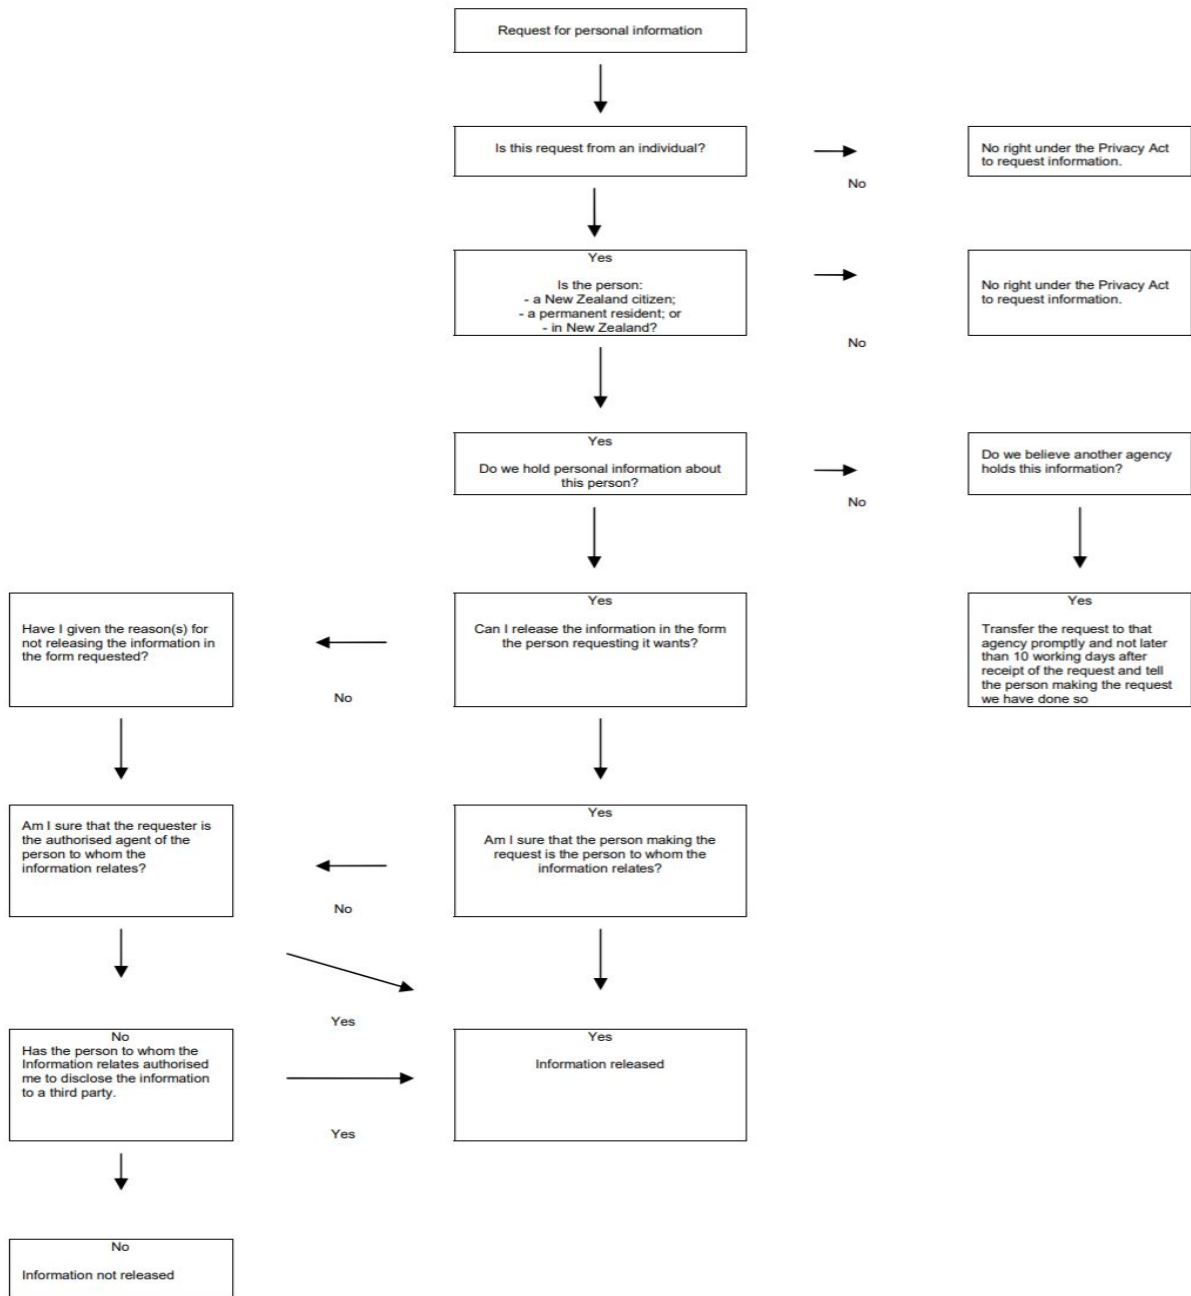 Request for personal information
Is this request from an individual?
No
No right under the Privacy Act
to request information.
Yes
Is the person:
- a New Zealand citizen;
- a permanent resident; or
- in New Zealand?
No
No right under the Privacy Act
to request information.
Yes
Do we hold personal information about
this person?
No
Do we believe another agency
holds this information?
Have I given the reason(s) for
not releasing the information in
the form requested?
No
Yes
Can I release the information in the form
the person requesting it wants?
Yes
Transfer the request to that
agency promptly and not later
than 10 working days after
receipt of the request and tell
the person making the request
we have done so
Am I sure that the requester is
the authorised agent of the
person to whom the
information relates?
No
Yes
Am I sure that the person making the
request is the person to whom the
information relates?
Yes
No
Has the person to whom the
Information relates authorised
me to disclose the information
to a third party.
Yes
Yes
Information released
No
Information not released